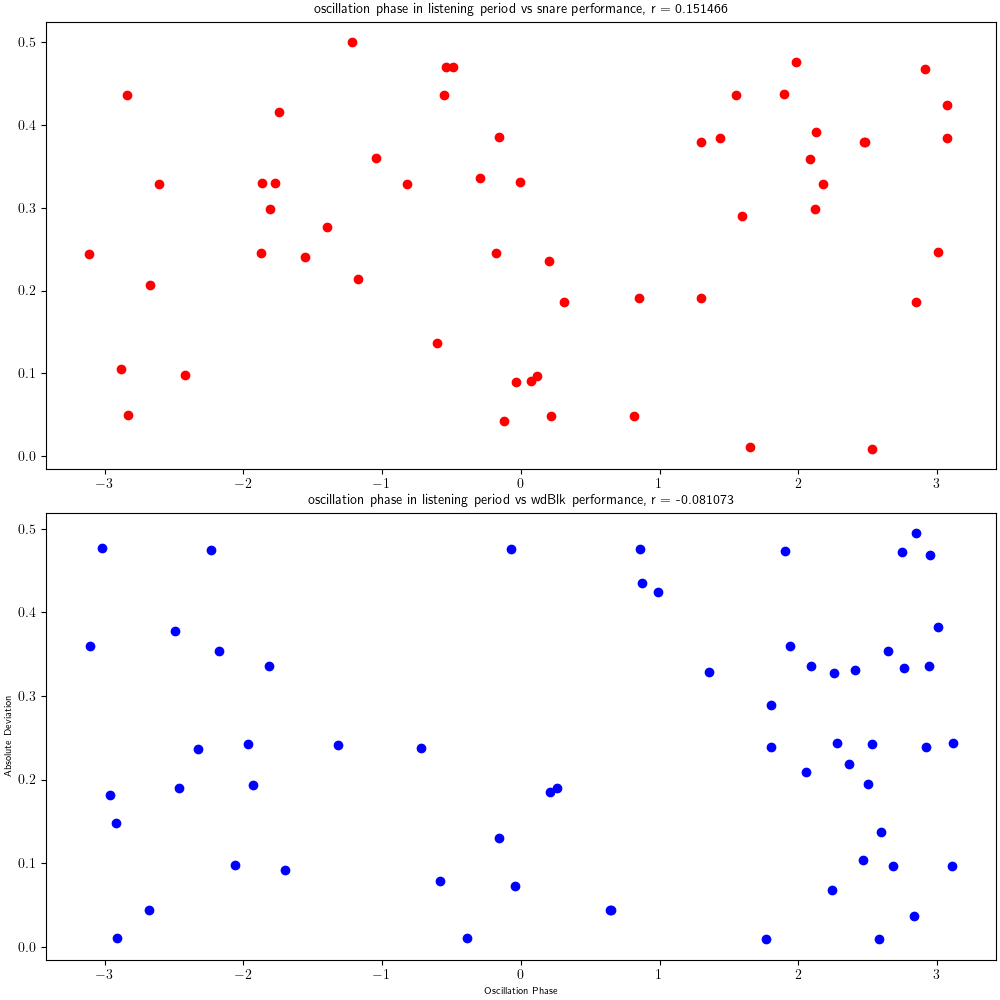 oscillation phase in listening period vs snare performance, r = 0.151466
0.5
0.4
0.3
0.2
0.1
0.0
−3 −2 −1 0 1 2 3
oscillation phase in listening period vs wdBlk performance, r = -0.081073
0.5
0.4
0.3
0.2
0.1
0.0
Absolute Deviation
−3 −2 −1 0 1 2 3
Oscillation Phase